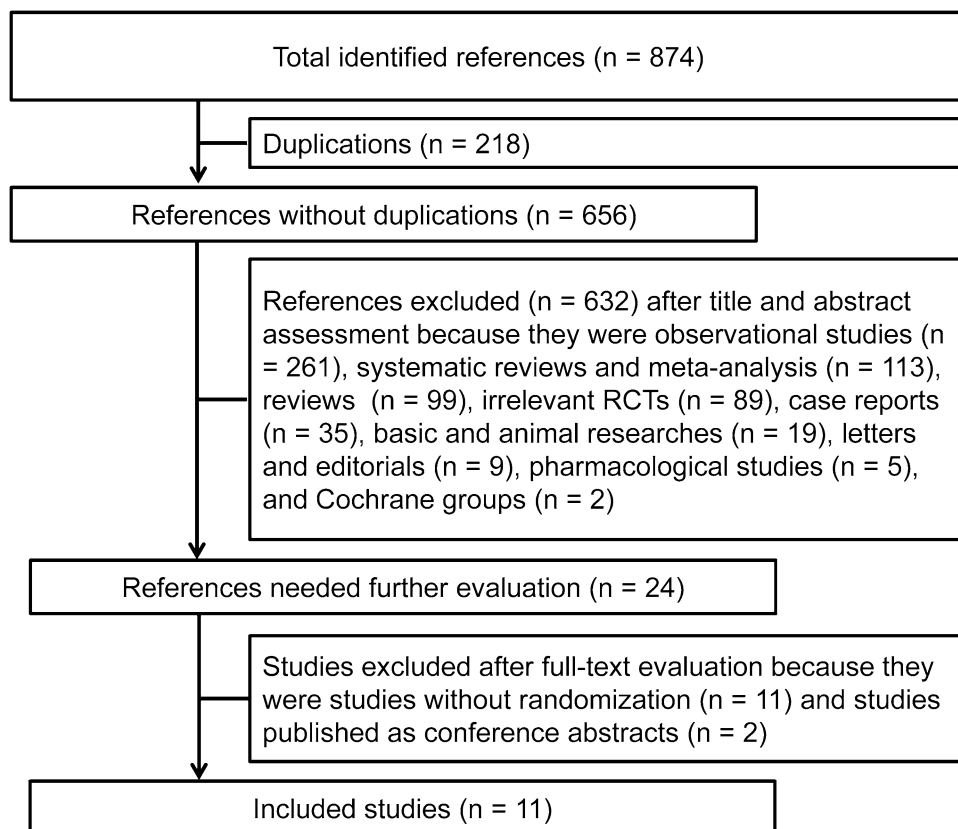 Total identified references (n = 874)
Duplications (n = 218)
References without duplications (n = 656)
References excluded (n = 632) after title and abstract
assessment because they were observational studies (n
= 261), systematic reviews and meta-analysis (n = 113),
reviews  (n = 99), irrelevant RCTs (n = 89), case reports
(n = 35), basic and animal researches (n = 19), letters
and editorials (n = 9), pharmacological studies (n = 5),
and Cochrane groups (n = 2)
References needed further evaluation (n = 24)
Studies excluded after full-text evaluation because they
were studies without randomization (n = 11) and studies
published as conference abstracts (n = 2)
Included studies (n = 11)